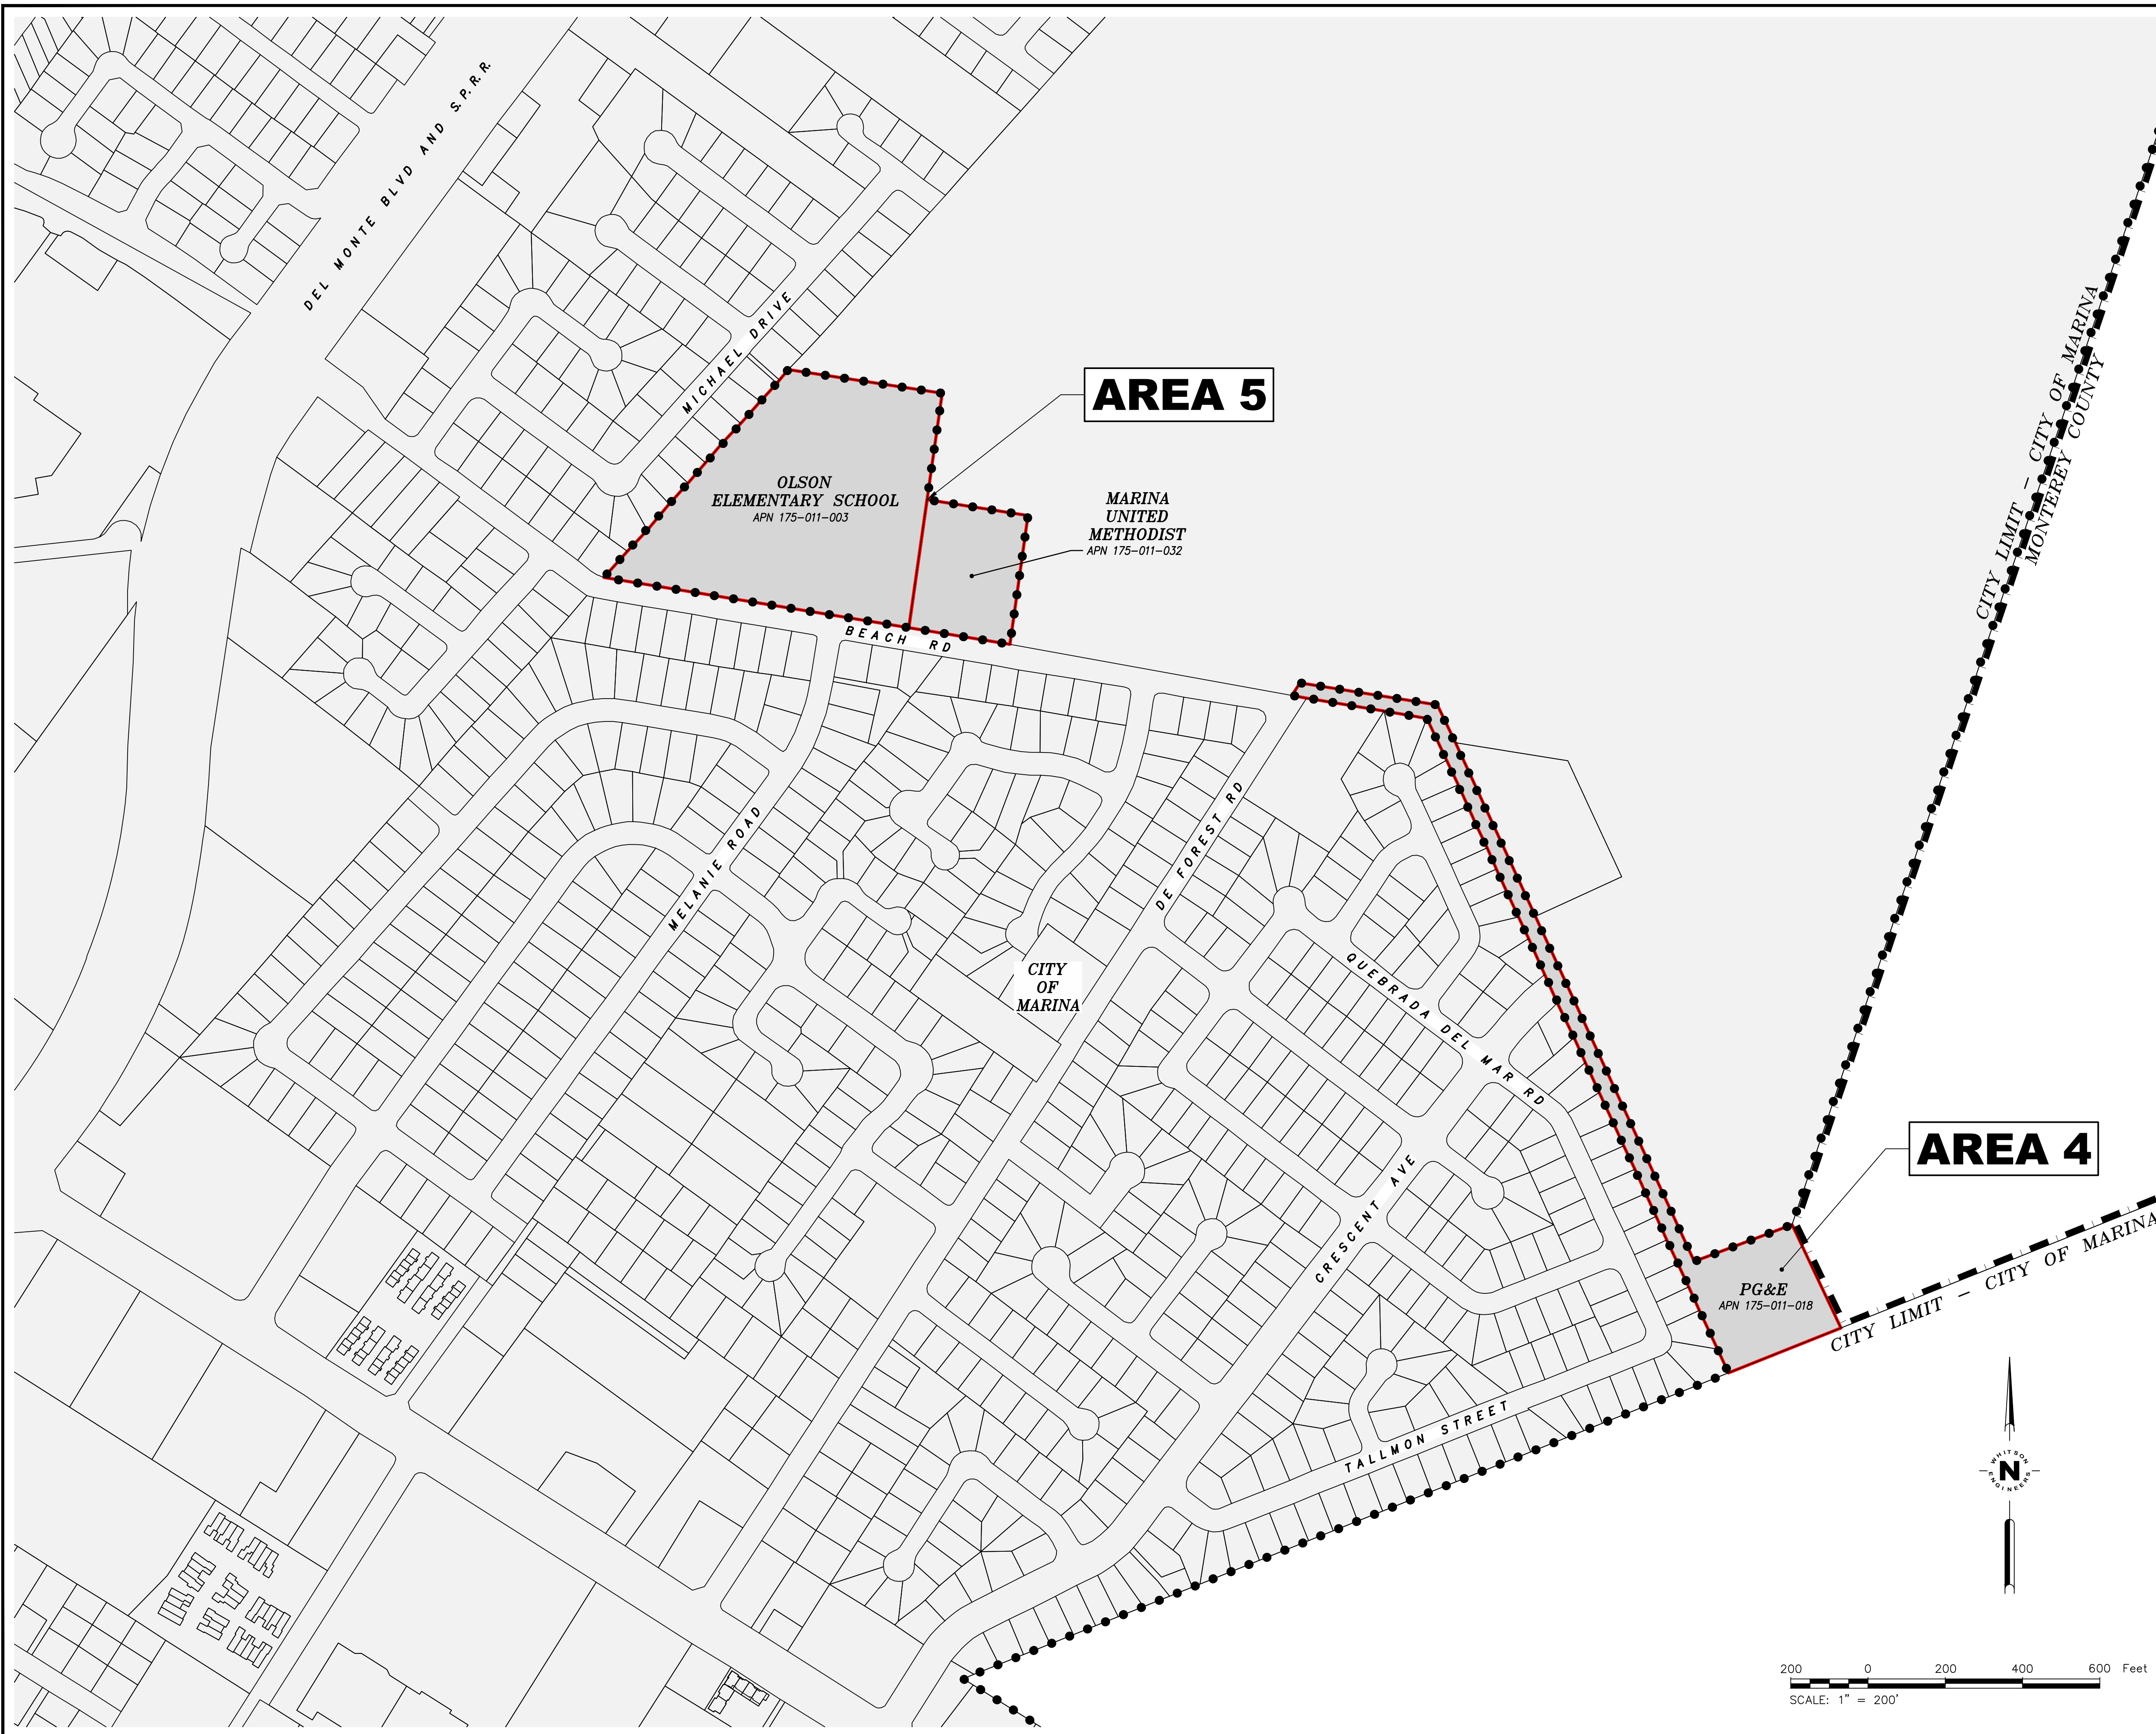 DEL MONTE BLVD AND S.P.R.R.
MICHAEL DRIVE
AREA 5
OLSON
ELEMENTARY SCHOOL
APN 175-011-003
MARINA
UNITED
METHODIST
APN 175-011-032
BEACH RD
CITY LIMIT - CITY OF MARINA
MONTEREY COUNTY
MELANIE ROAD
DE FOREST RD
CITY
OF
MARINA
QUEBRADA DEL MAR RD
AREA 4
CRESCENT AVE
PG&E
APN 175-011-018
CITY LIMIT - CITY OF MARINA
TALLMON STREET
WHITSON
N
ENGINEERS
200 0 200 400 600 Feet
SCALE: 1" = 200'